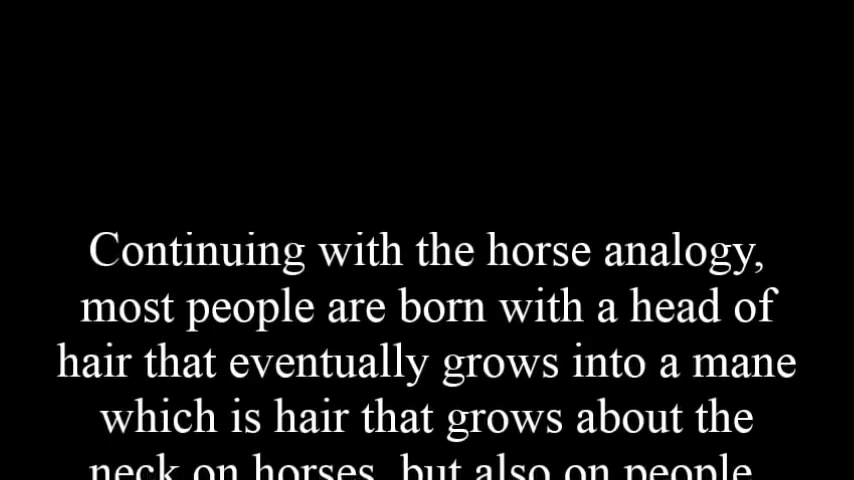 Continuing with the horse analogy,
most people are born with a head of
hair that eventually grows into a mane
which is hair that grows about the
neck on horses, but also on people